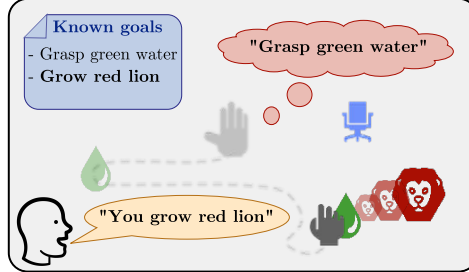 Known goals
- Grasp green water
- Grow red lion
"Grasp green water"
"You grow red lion"